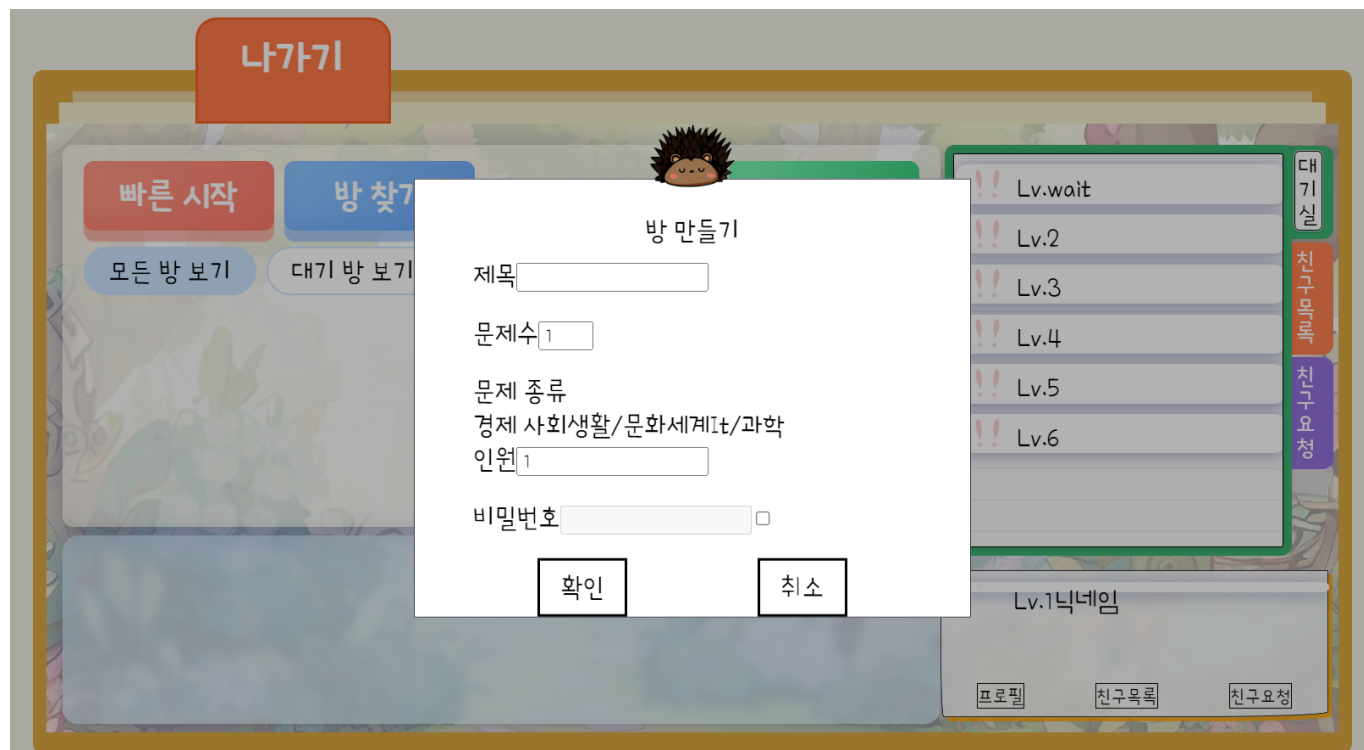 나가기
빠른 시작
방 찾기
모든 방 보기
대기 방 보기
방 만들기
제목
문제수 1
문제 종류
경제 사회생활/문화세계It/과학
인원 1
비밀번호
확인
취소
Lv.wait
Lv.2
Lv.3
Lv.4
Lv.5
Lv.6
대기실
친구목록
친구요청
Lv.1닉네임
프로필
친구목록
친구요청